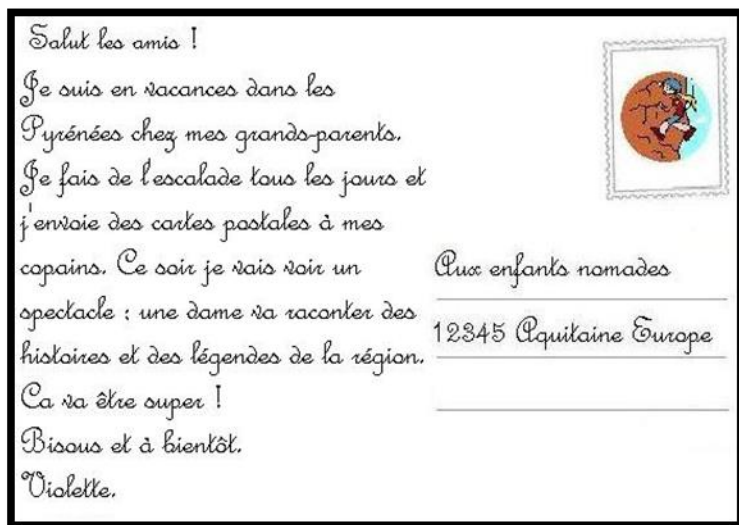 Salut les amis !
Je suis en vacances dans les
Pyrénées chez mes grands-parents.
Je fais de l'escalade tous les jours et
j'envoie des cartes postales à mes
copains. Ce soir je vais voir un
spectacle : une dame va raconter des
histoires et des légendes de la région.
Ca va être super !
Bisous et à bientôt.
Violette.
Aux enfants nomades
12345 Aquitaine Europe